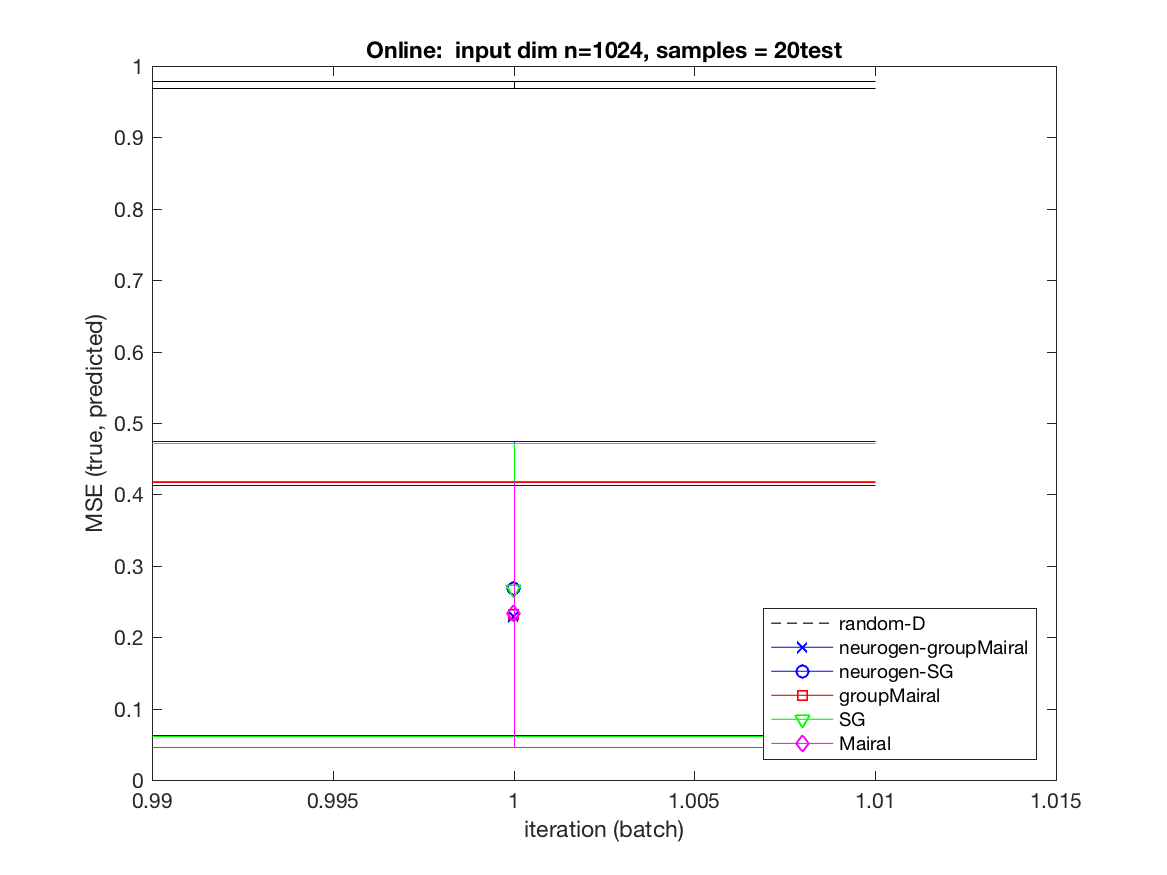 Online:  input dim n=1024, samples = 20test
1
0.9
0.8
0.7
0.6
0.5
0.4
0.3
0.2
0.1
0
MSE (true, predicted)
random-D
neurogen-groupMairal
neurogen-SG
groupMairal
SG
Mairal
0.99
0.995
1
1.005
1.01
1.015
iteration (batch)